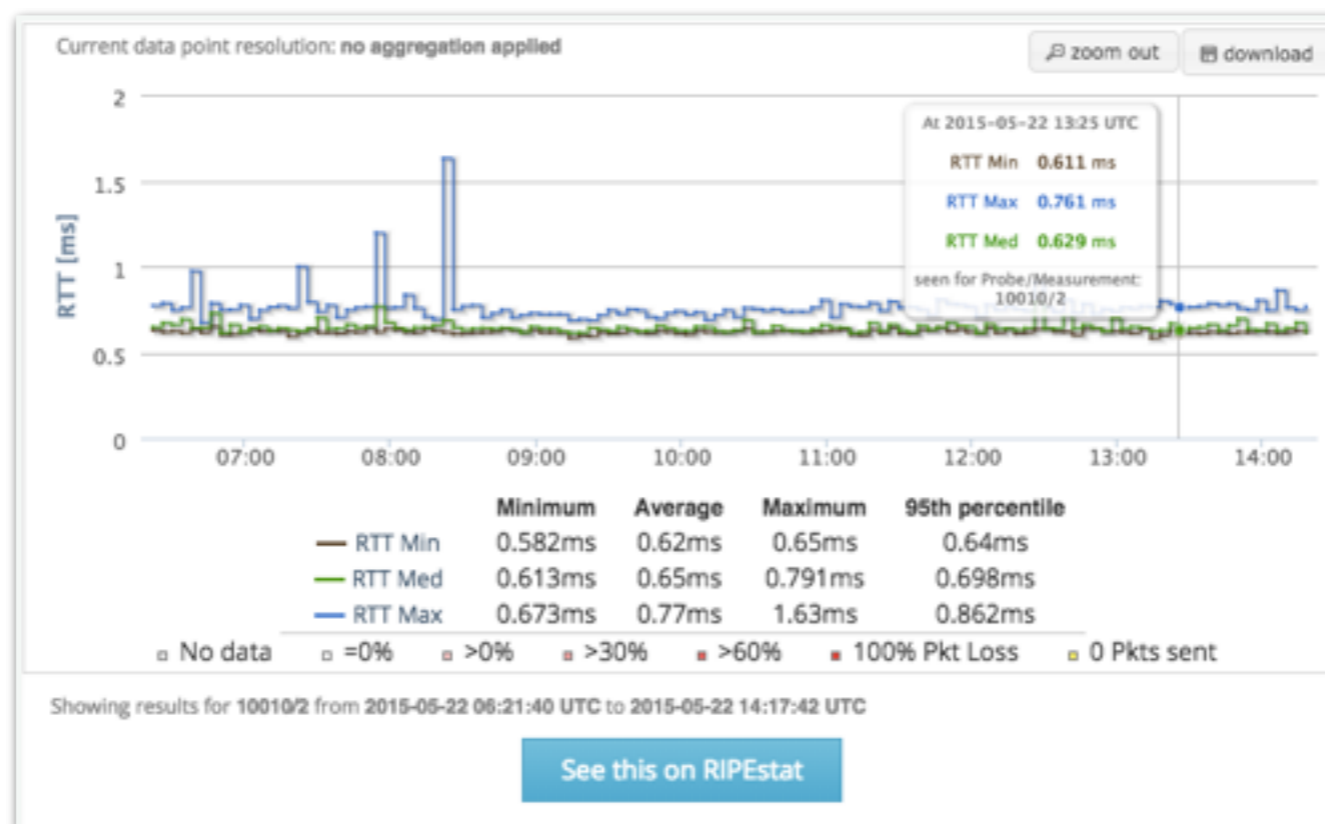 Current data point resolution: no aggregation applied
zoom out
download
2
1.5
1
0.5
0
RTT [ms]
At 2015-05-22 13:25 UTC
RTT Min 0.611 ms
RTT Max 0.761 ms
RTT Med 0.629 ms
seen for Probe/Measurement:
10010/2
07:00 08:00 09:00 10:00 11:00 12:00 13:00 14:00
Minimum Average Maximum 95th percentile
RTT Min 0.582ms 0.62ms 0.65ms 0.64ms
RTT Med 0.613ms 0.65ms 0.791ms 0.698ms
RTT Max 0.673ms 0.77ms 1.63ms 0.862ms
No data =0% >0% >30% >60% 100% Pkt Loss 0 Pkts sent
Showing results for 10010/2 from 2015-05-22 06:21:40 UTC to 2015-05-22 14:17:42 UTC
See this on RIPEstat